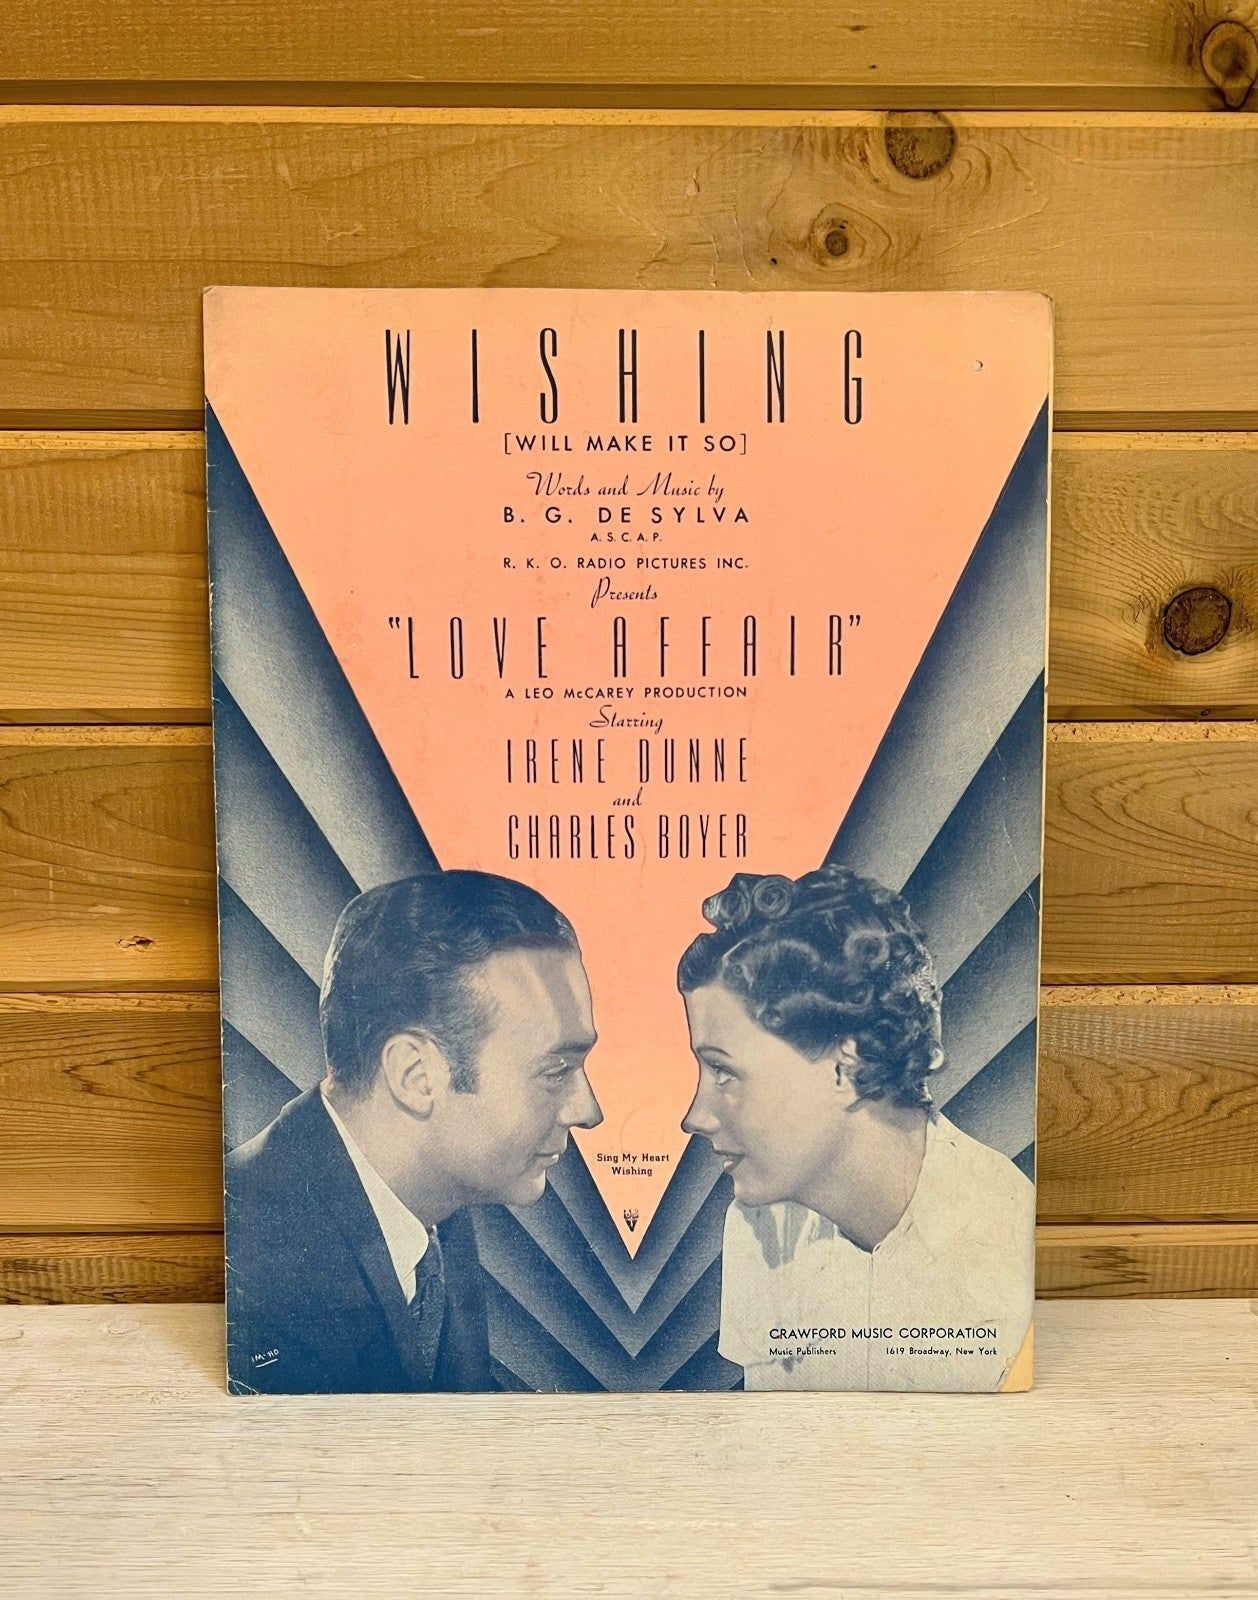 WISHING
[WILL MAKE IT SO]
Words and Music by
B. G. DE SYLVA
A. S. C. A. P.
R. K. O. RADIO PICTURES INC.
Presents
"LOVE AFFAIR"
A LEO McCAREY PRODUCTION
Starring
IRENE DUNNE
and
CHARLES BOYER
Sing My Heart
Wishing
CRAWFORD MUSIC CORPORATION
Music Publishers 1619 Broadway, New York
IM-HO